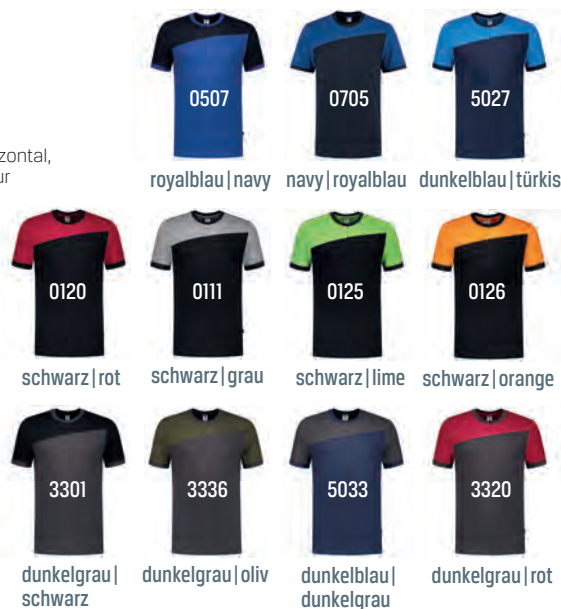 0507
0705
5027
zontal,
ur
royalblau|navy
navy|royalblau
dunkelblau|türkis
0120
0111
0125
0126
schwarz|rot
schwarz|grau
schwarz|lime
schwarz|orange
3301
3336
5033
3320
dunkelgrau|
schwarz
dunkelgrau|oliv
dunkelblau|
dunkelgrau
dunkelgrau|rot